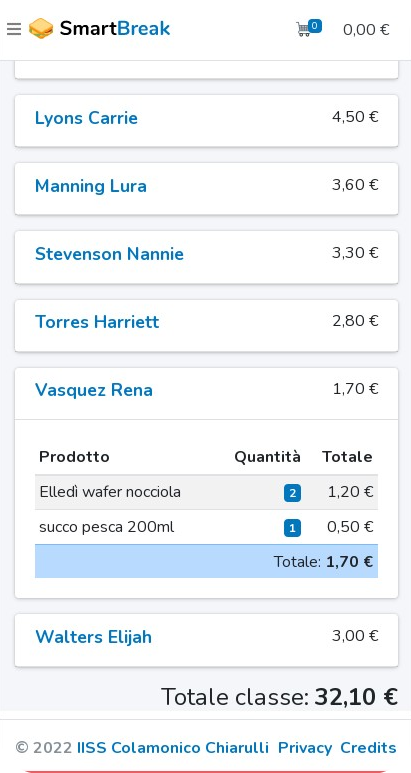 SmartBreak 0 0,00 €
Lyons Carrie 4,50 €
Manning Lura 3,60 €
Stevenson Nannie 3,30 €
Torres Harriett 2,80 €
Vasquez Rena 1,70 €
Prodotto Quantità Totale
Elledì wafer nocciola 2 1,20 €
succo pesca 200ml 1 0,50 €
Totale: 1,70 €
Walters Elijah 3,00 €
Totale classe: 32,10 €
© 2022 IISS Colamonico Chiarulli Privacy Credits